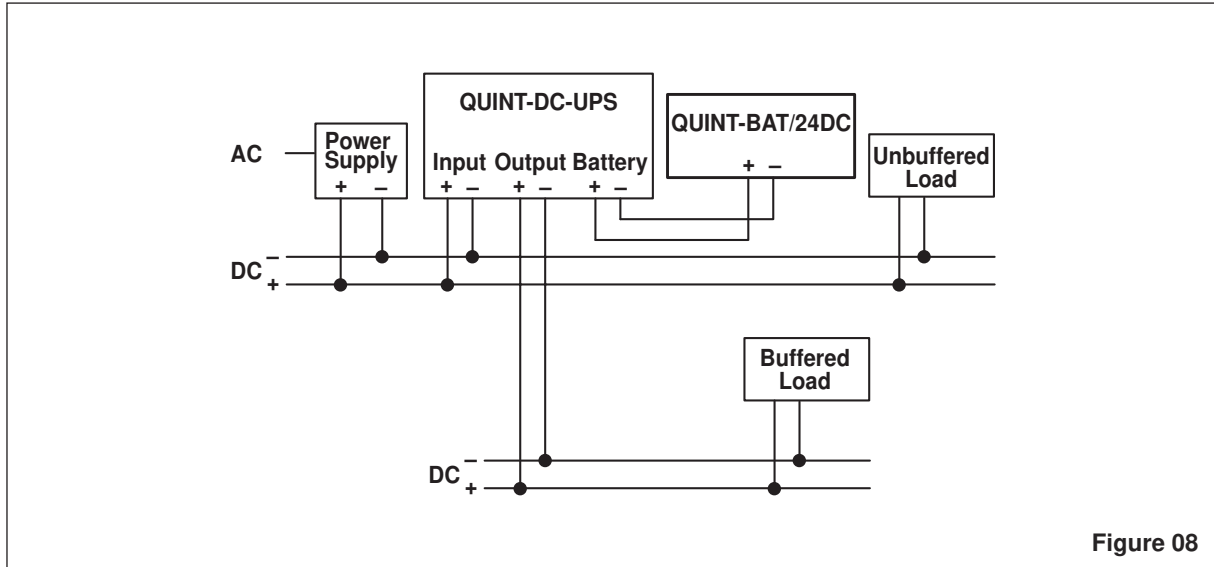 QUINT-DC-UPS
QUINT-BAT/24DC
AC
Power
Supply
+ –
Input Output Battery
+ – + – + –
+ –
Unbuffered
Load
DC –
+
Buffered
Load
DC –
+
Figure 08